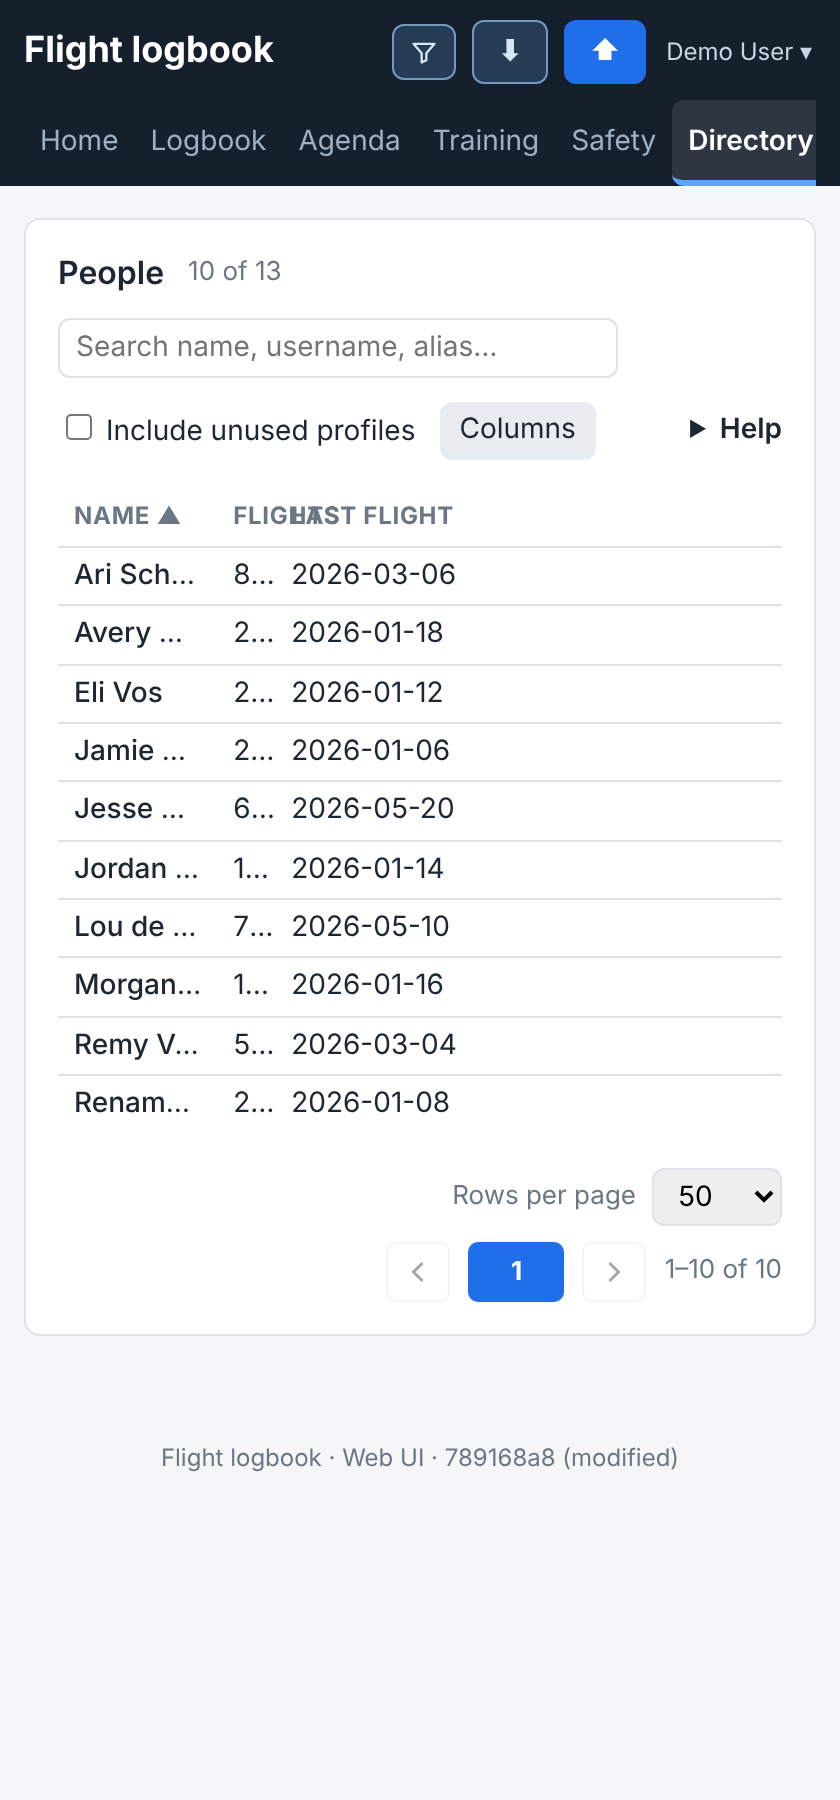 Flight logbook
Demo User ▾
Home Logbook Agenda Training Safety Directory
People 10 of 13
Search name, username, alias...
Include unused profiles Columns ▶ Help
NAME ▲ FLIGHTS LAST FLIGHT
Ari Sch... 8... 2026-03-06
Avery ... 2... 2026-01-18
Eli Vos 2... 2026-01-12
Jamie ... 2... 2026-01-06
Jesse ... 6... 2026-05-20
Jordan ... 1... 2026-01-14
Lou de ... 7... 2026-05-10
Morgan... 1... 2026-01-16
Remy V... 5... 2026-03-04
Renam... 2... 2026-01-08
Rows per page 50
1 1–10 of 10
Flight logbook · Web UI · 789168a8 (modified)